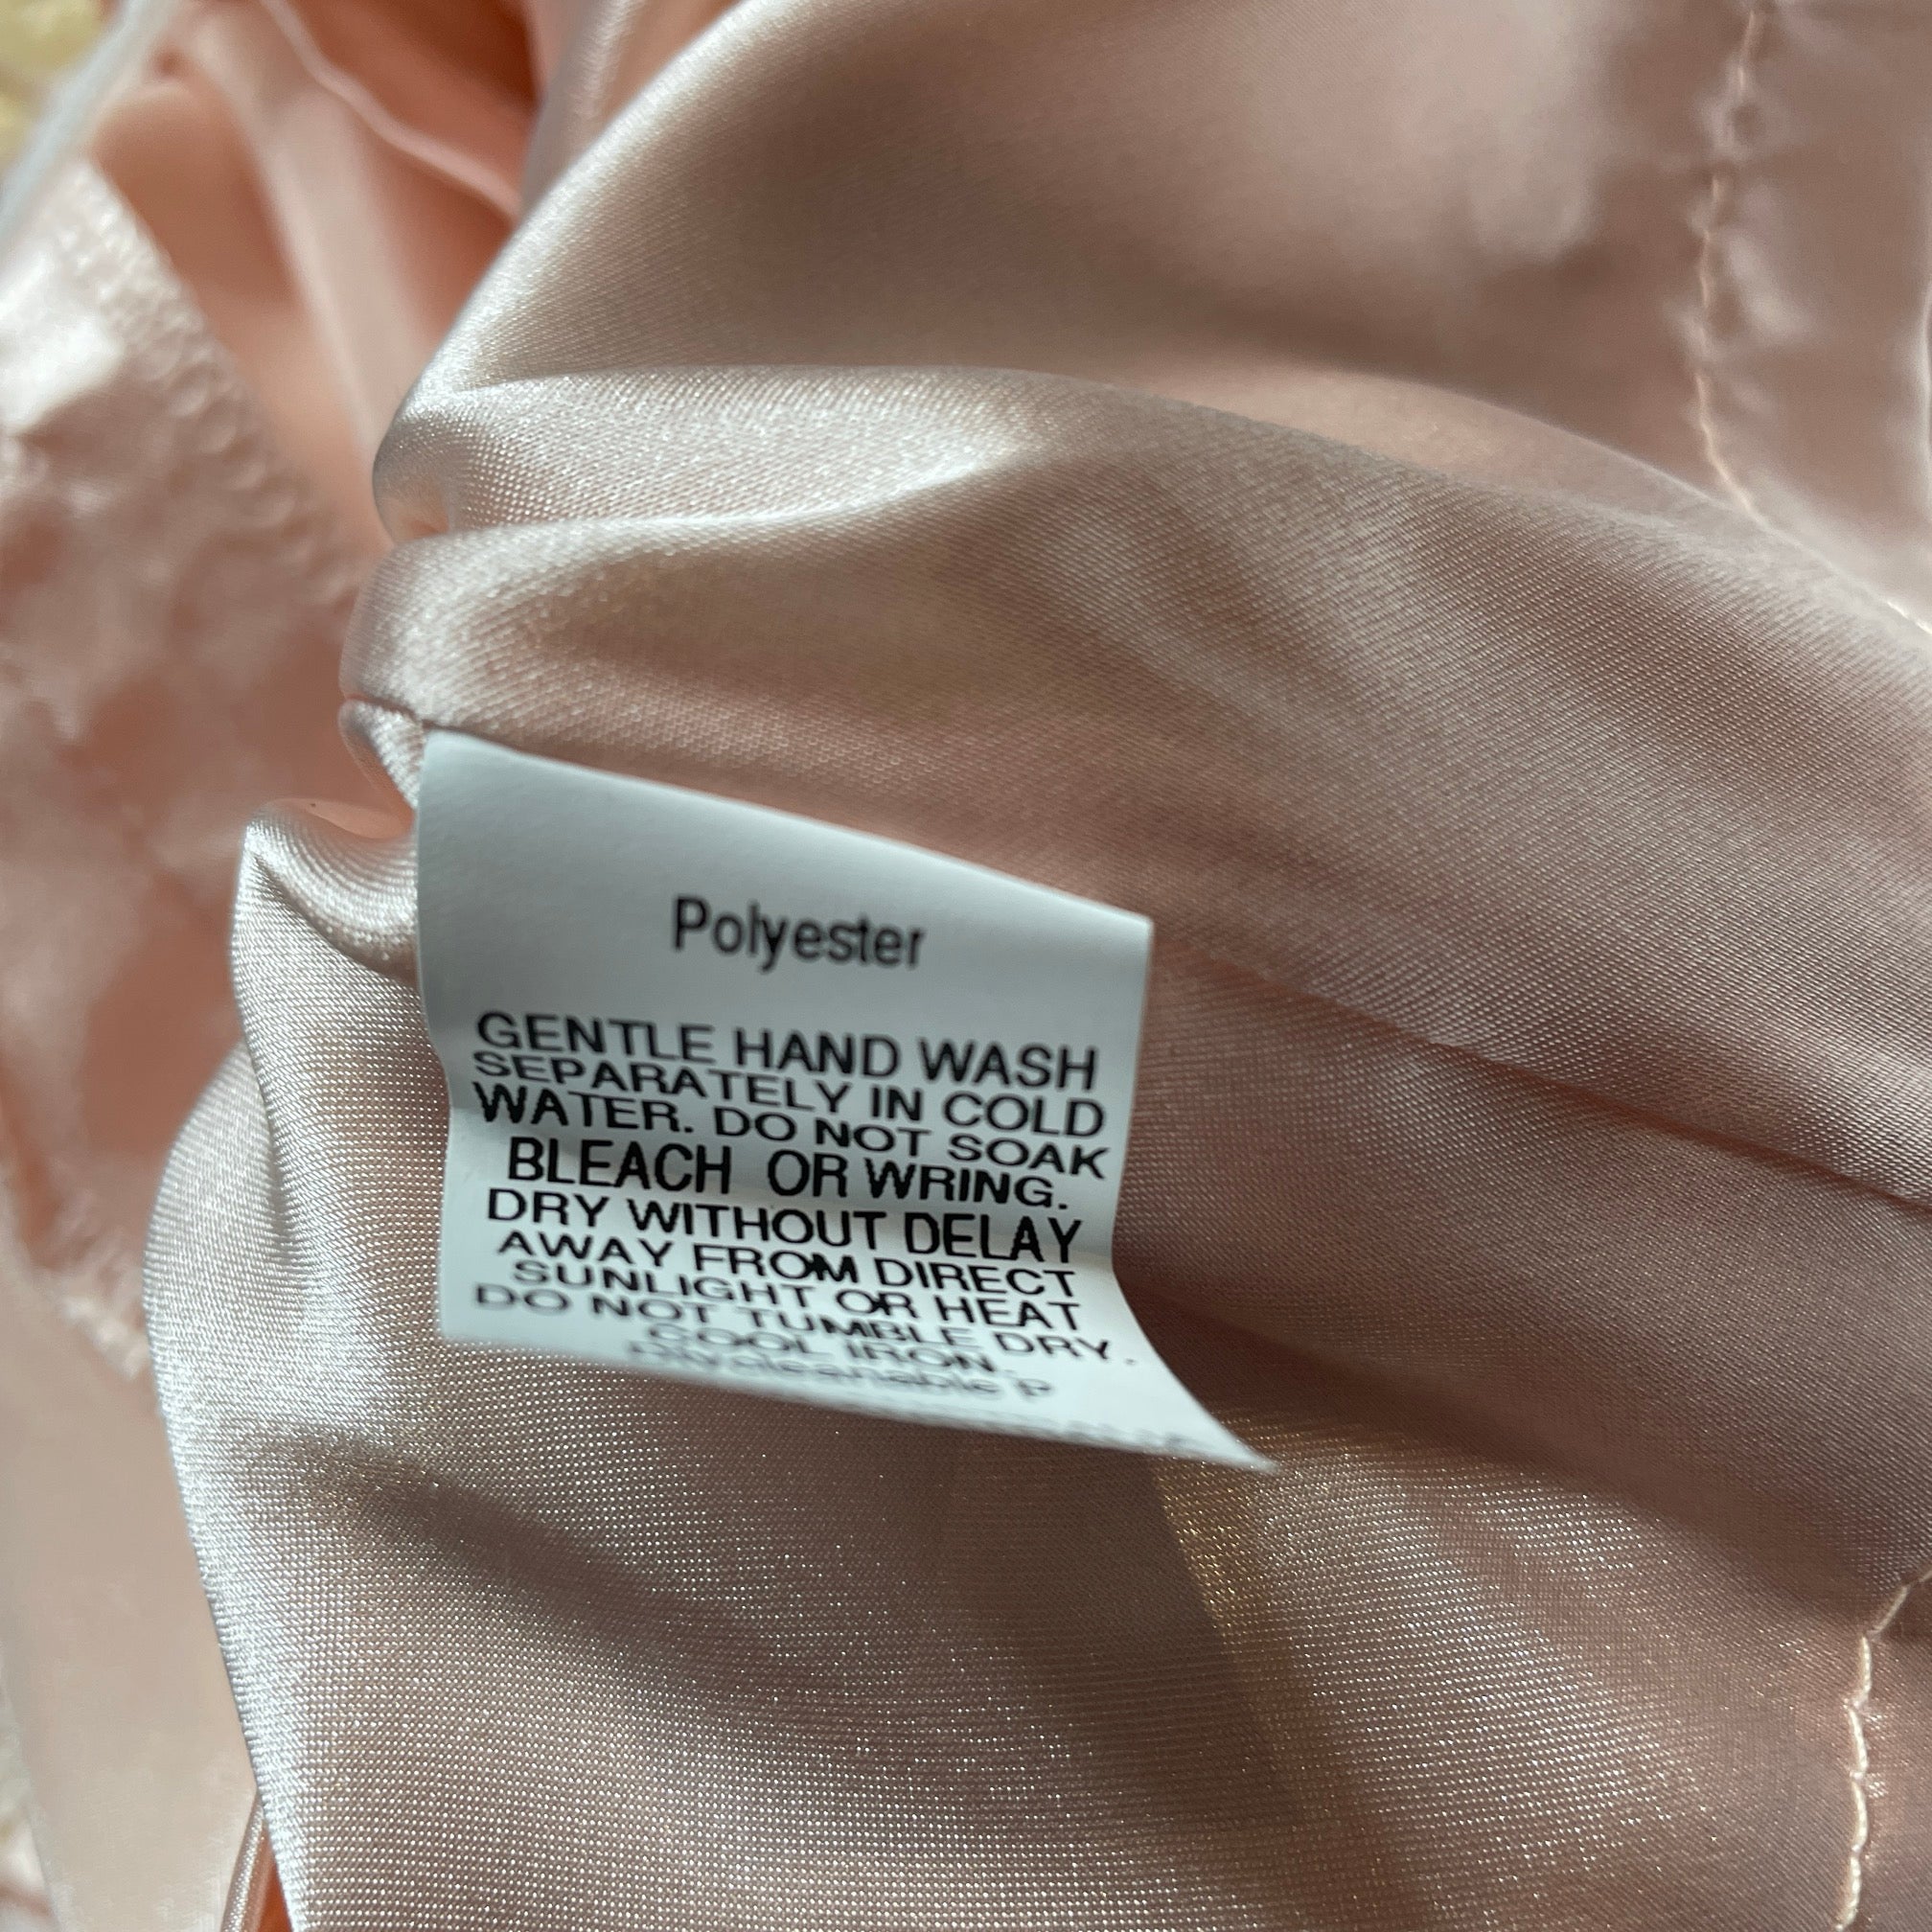 Polyester
GENTLE HAND WASH
SEPARATELY IN COLD
WATER. DO NOT SOAK
BLEACH OR WRING.
DRY WITHOUT DELAY
AWAY FROM DIRECT
SUNLIGHT OR HEAT
DO NOT TUMBLE DRY.
COOL IRON.
Drycleanable P